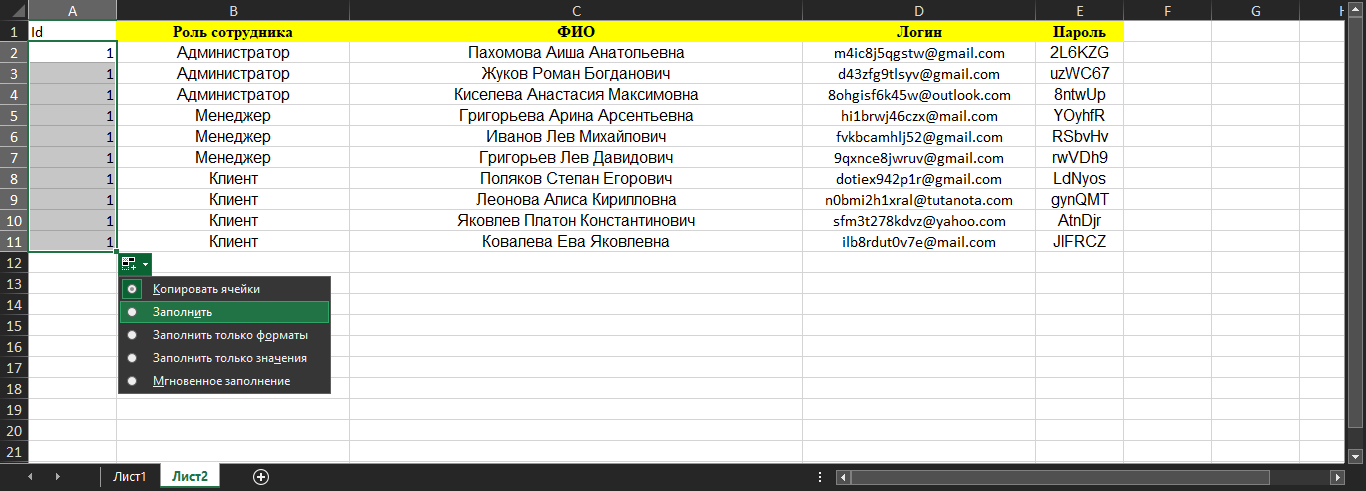 A B C D E F G H
1 Id Роль сотрудника ФИО Логин Пароль
2 1 Администратор Пахомова Аиша Анатольевна m4ic8j5qgstw@gmail.com 2L6KZG
3 1 Администратор Жуков Роман Богданович d43zfg9tlsyv@gmail.com uzWC67
4 1 Администратор Киселева Анастасия Максимовна 8ohgisf6k45w@outlook.com 8ntwUp
5 1 Менеджер Григорьева Арина Арсентьевна hi1brwj46czx@mail.com YOyhfR
6 1 Менеджер Иванов Лев Михайлович fvkbcamhlj52@gmail.com RSbvHv
7 1 Менеджер Григорьев Лев Давидович 9qxnce8jwruv@gmail.com rwVDh9
8 1 Клиент Поляков Степан Егорович dotiex942p1r@gmail.com LdNyos
9 1 Клиент Леонова Алиса Кирилловна n0bmi2h1xral@tutanota.com gynQMT
10 1 Клиент Яковлев Платон Константинович sfm3t278kdvz@yahoo.com AtnDjr
11 1 Клиент Ковалева Ева Яковлевна ilb8rdut0v7e@mail.com JlFRCZ
12
13 Копировать ячейки
14 Заполнить
15 Заполнить только форматы
16 Заполнить только значения
17 Мгновенное заполнение
18
19
20
21
Лист1 Лист2